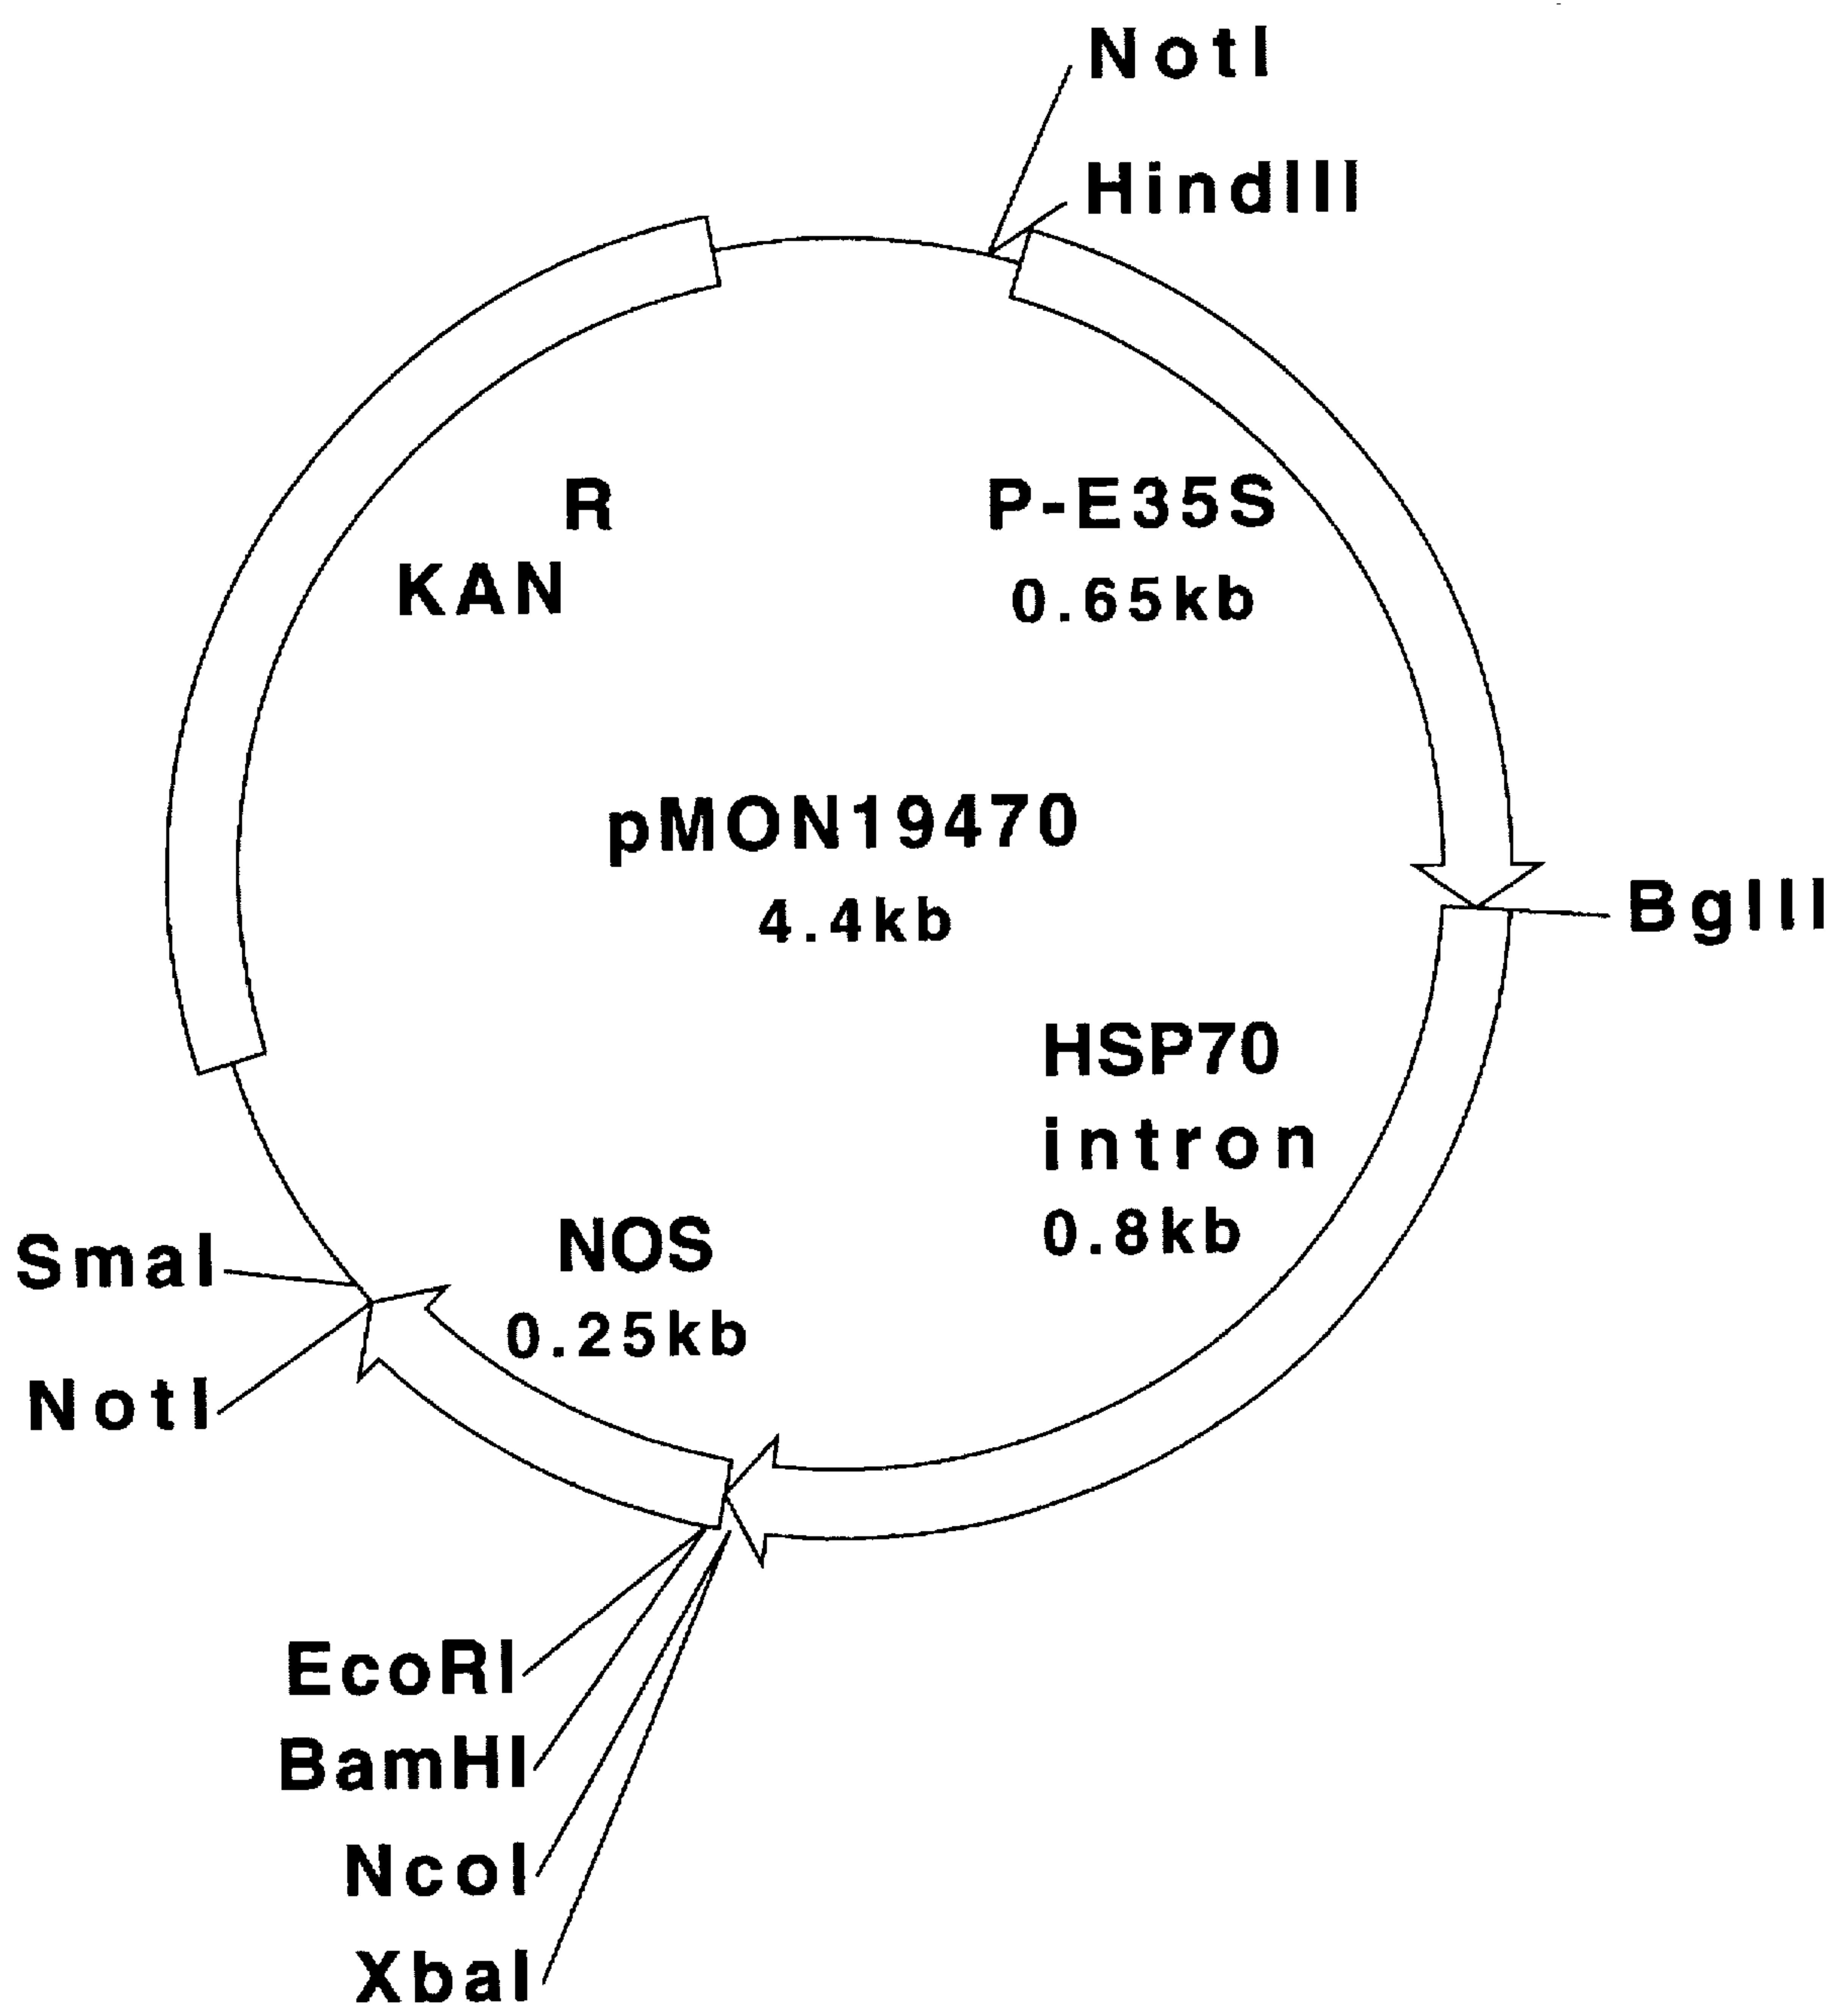 NotI
HindIII
R
KAN
P-E35S
0.65kb
pMON19470
4.4kb
BglII
HSP70
intron
0.8kb
NOS
0.25kb
SmaI
NotI
EcoRI
BamHI
NcoI
XbaI